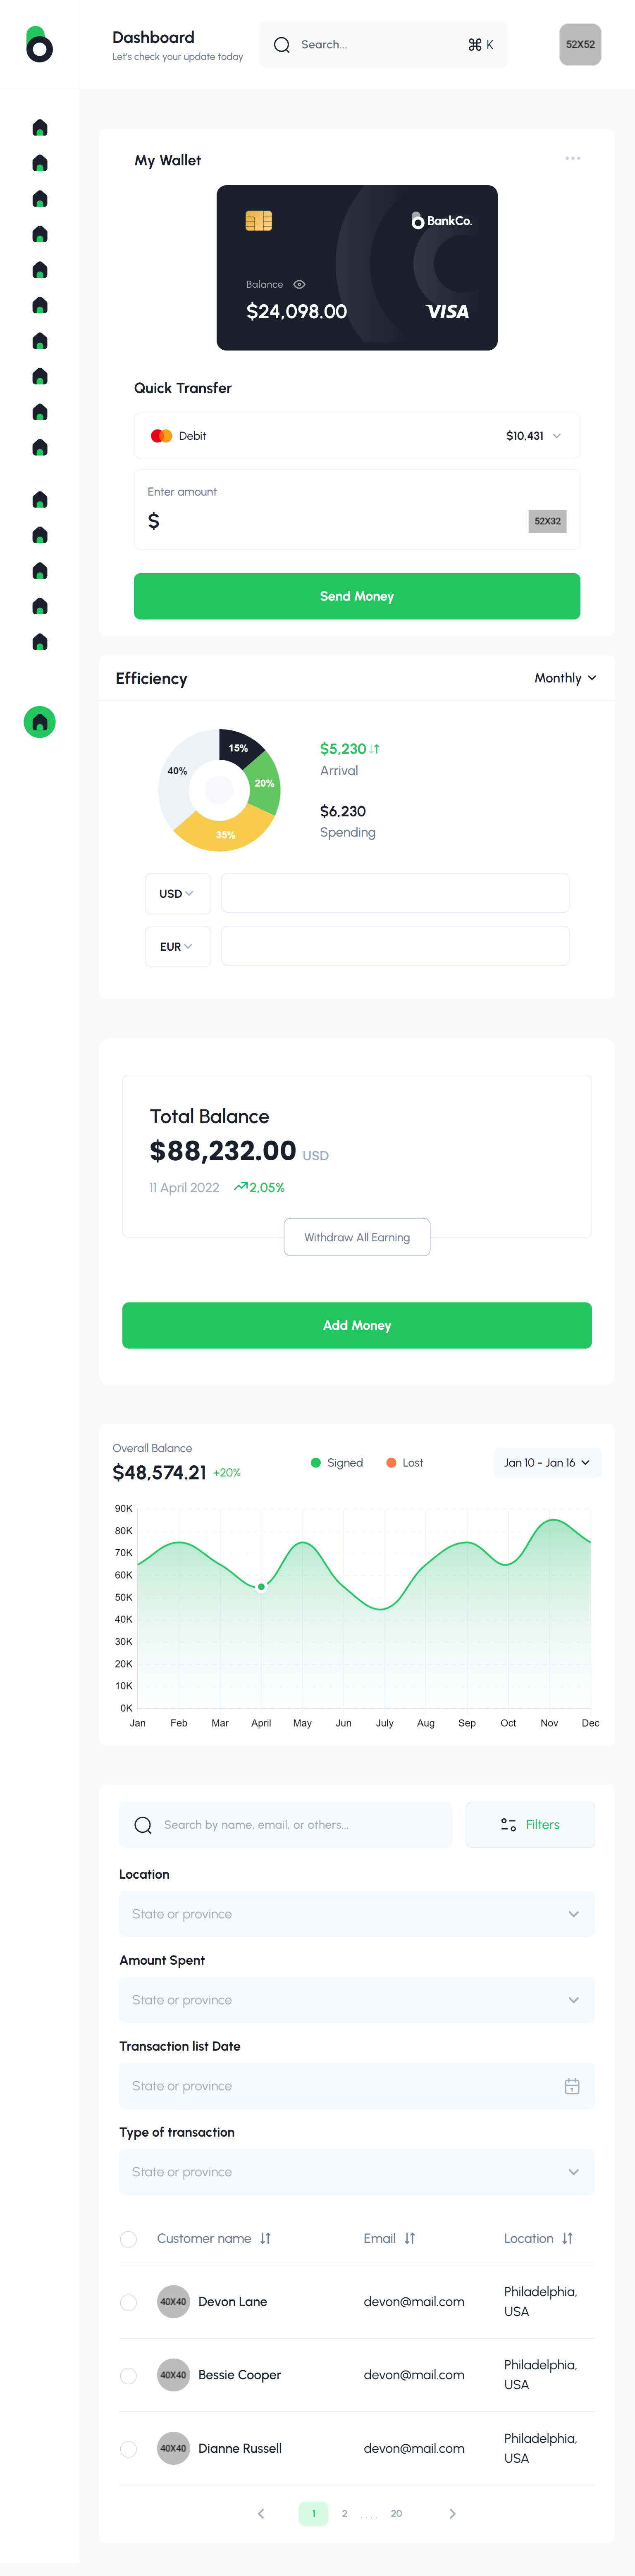 Dashboard
Let's check your update today
Search...
⌘ K
52X52
My Wallet
BankCo.
Balance
$24,098.00
VISA
Quick Transfer
Debit
$10,431
Enter amount
$
52X32
Send Money
Efficiency
Monthly
15%
20%
35%
40%
$5,230
Arrival
$6,230
Spending
USD
EUR
Total Balance
$88,232.00 USD
11 April 2022
2,05%
Withdraw All Earning
Add Money
Overall Balance
$48,574.21 +20%
Signed
Lost
Jan 10 - Jan 16
90K
80K
70K
60K
50K
40K
30K
20K
10K
0K
Jan Feb Mar April May Jun July Aug Sep Oct Nov Dec
Search by name, email, or others...
Filters
Location
State or province
Amount Spent
State or province
Transaction list Date
State or province
1
Type of transaction
State or province
Customer name Email Location
40X40 Devon Lane devon@mail.com Philadelphia,
USA
40X40 Bessie Cooper devon@mail.com Philadelphia,
USA
40X40 Dianne Russell devon@mail.com Philadelphia,
USA
1 2 .... 20